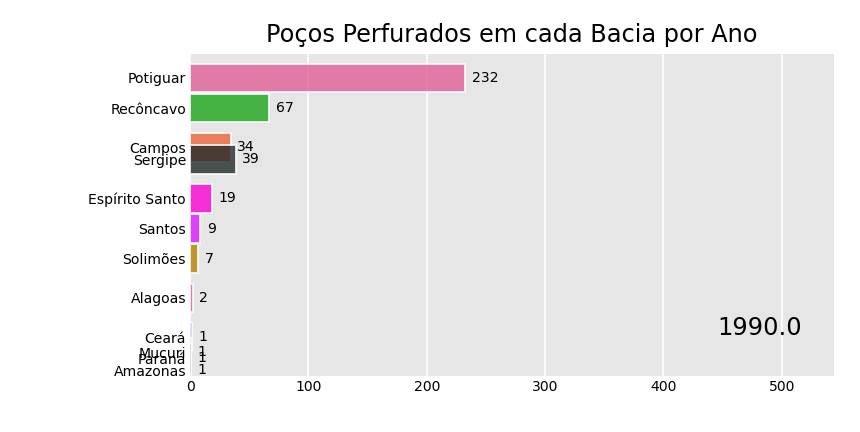 Poços Perfurados em cada Bacia por Ano
Potiguar 232
Recôncavo 67
Campos 34
Sergipe 39
Espírito Santo 19
Santos 9
Solimões 7
Alagoas 2
1990.0
Ceará 1
Mucuri 1
Paraná 1
Amazonas 1
0 100 200 300 400 500